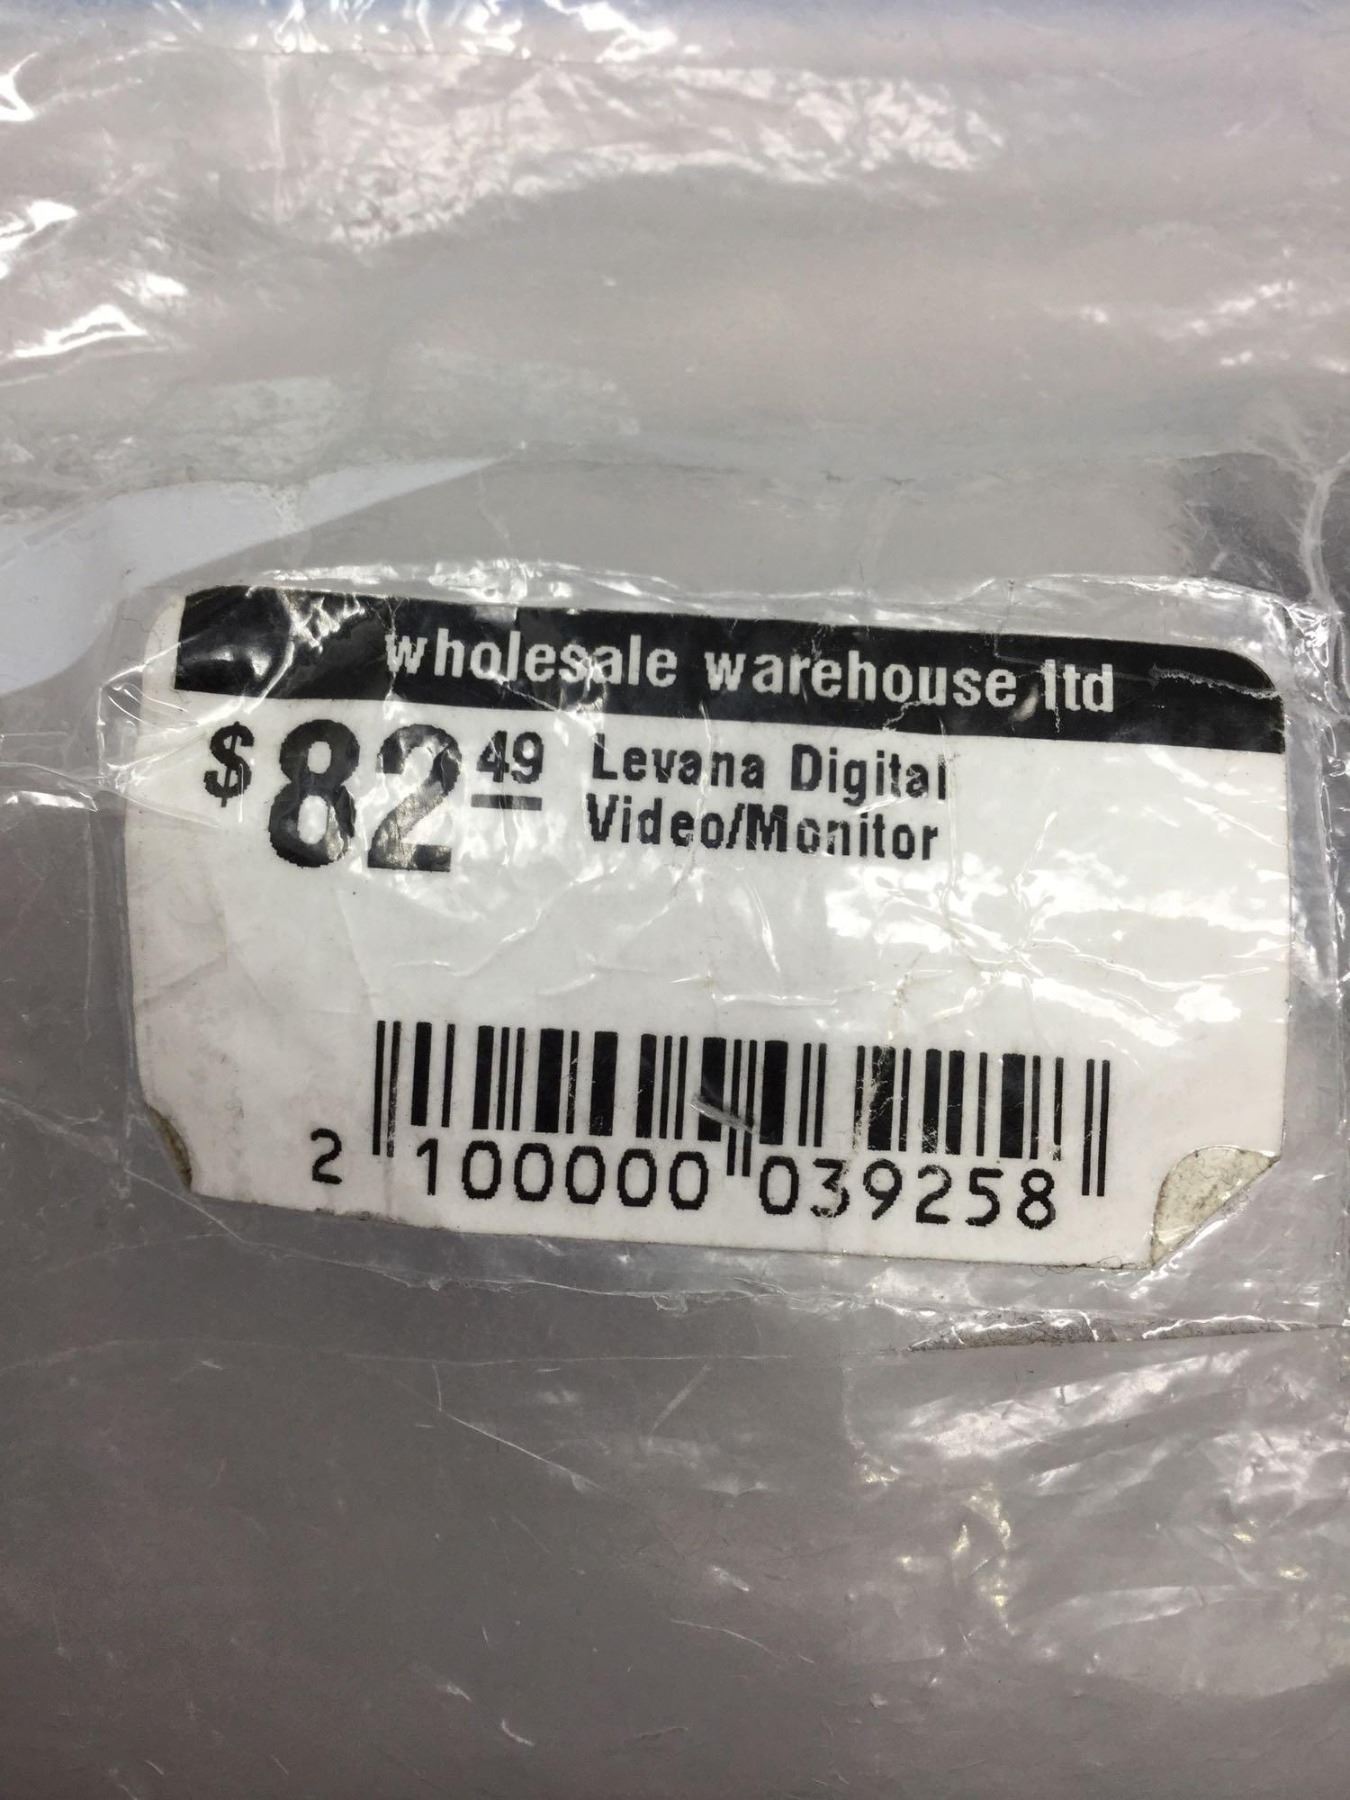 wholesale warehouse ltd
$82 49 Levana Digital
Video/Monitor
2 100000 039258